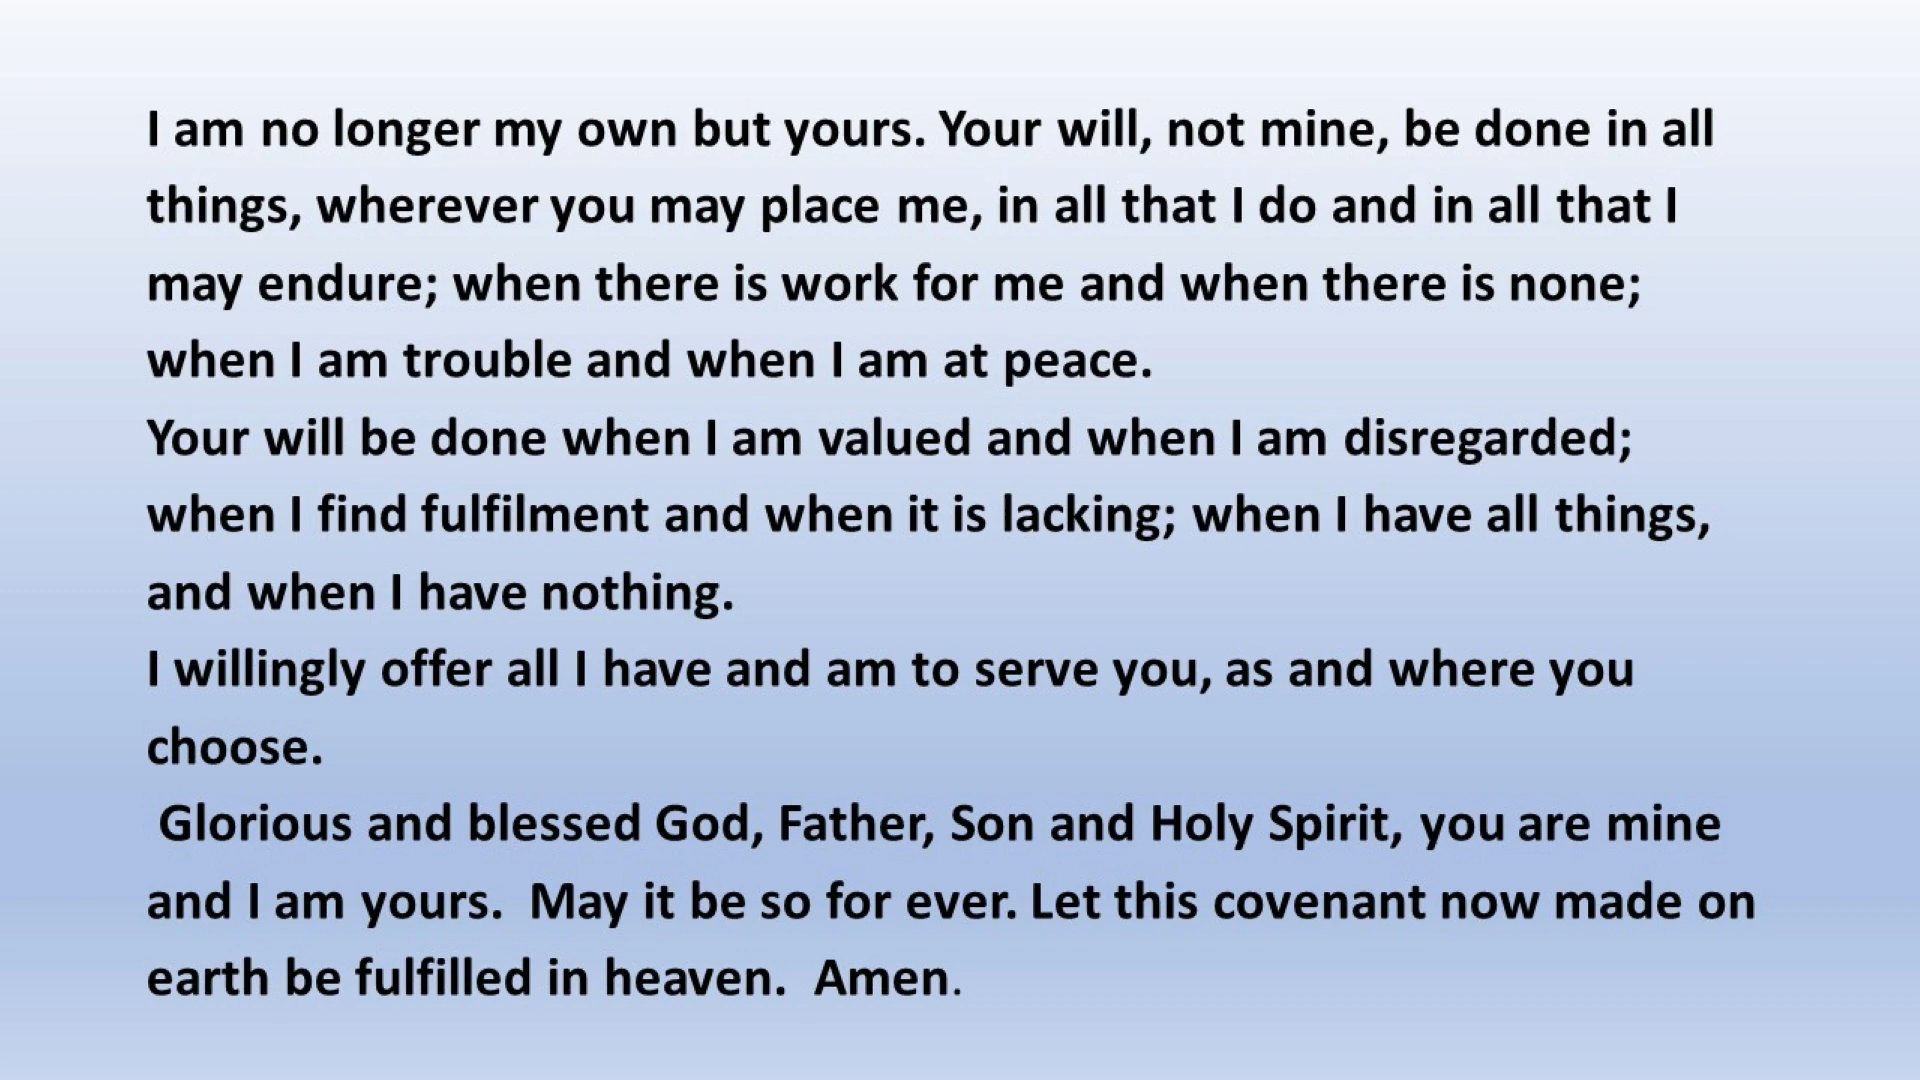 I am no longer my own but yours. Your will, not mine, be done in all
things, wherever you may place me, in all that I do and in all that I
may endure; when there is work for me and when there is none;
when I am trouble and when I am at peace.
Your will be done when I am valued and when I am disregarded;
when I find fulfilment and when it is lacking; when I have all things,
and when I have nothing.
I willingly offer all I have and am to serve you, as and where you
choose.
Glorious and blessed God, Father, Son and Holy Spirit, you are mine
and I am yours.  May it be so for ever. Let this covenant now made on
earth be fulfilled in heaven.  Amen.